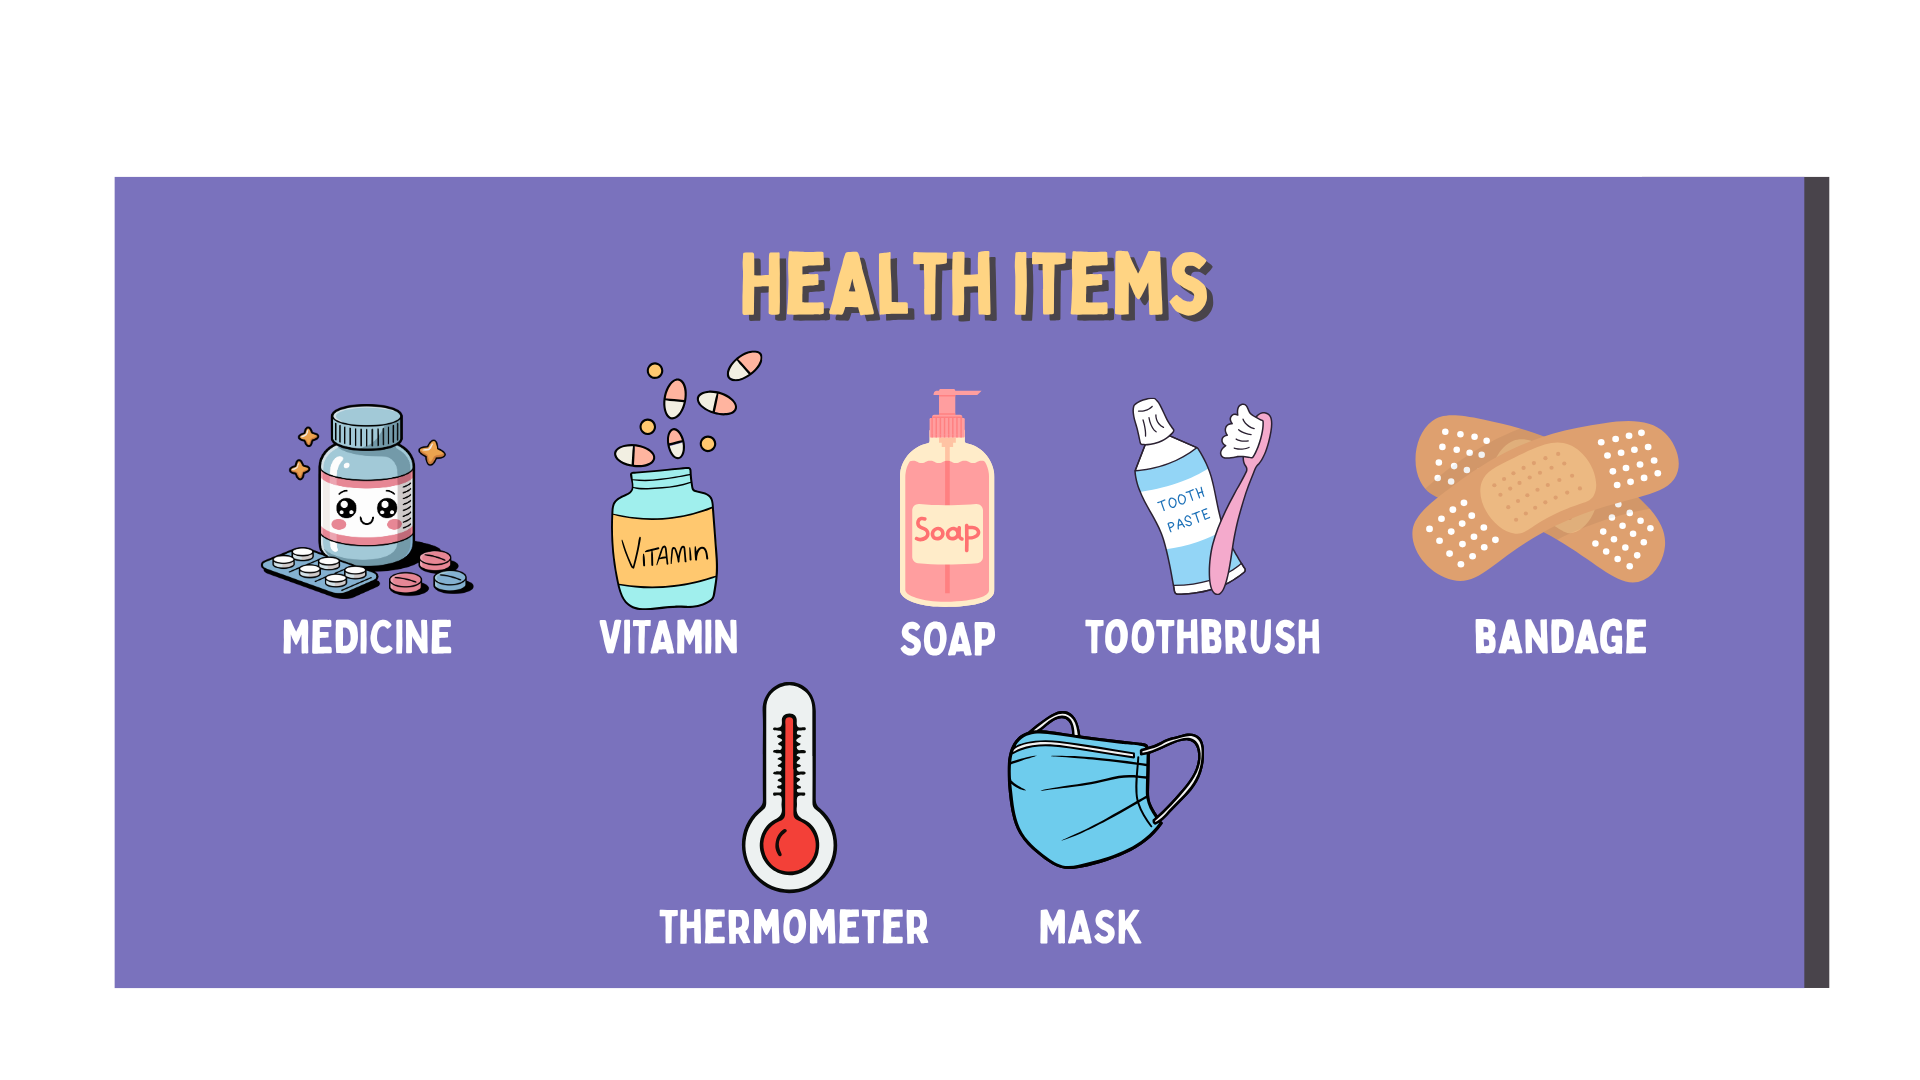 HEALTH ITEMS
Vitamin
Soap
TOOTH
PASTE
MEDICINE
VITAMIN
SOAP
TOOTHBRUSH
BANDAGE
THERMOMETER
MASK